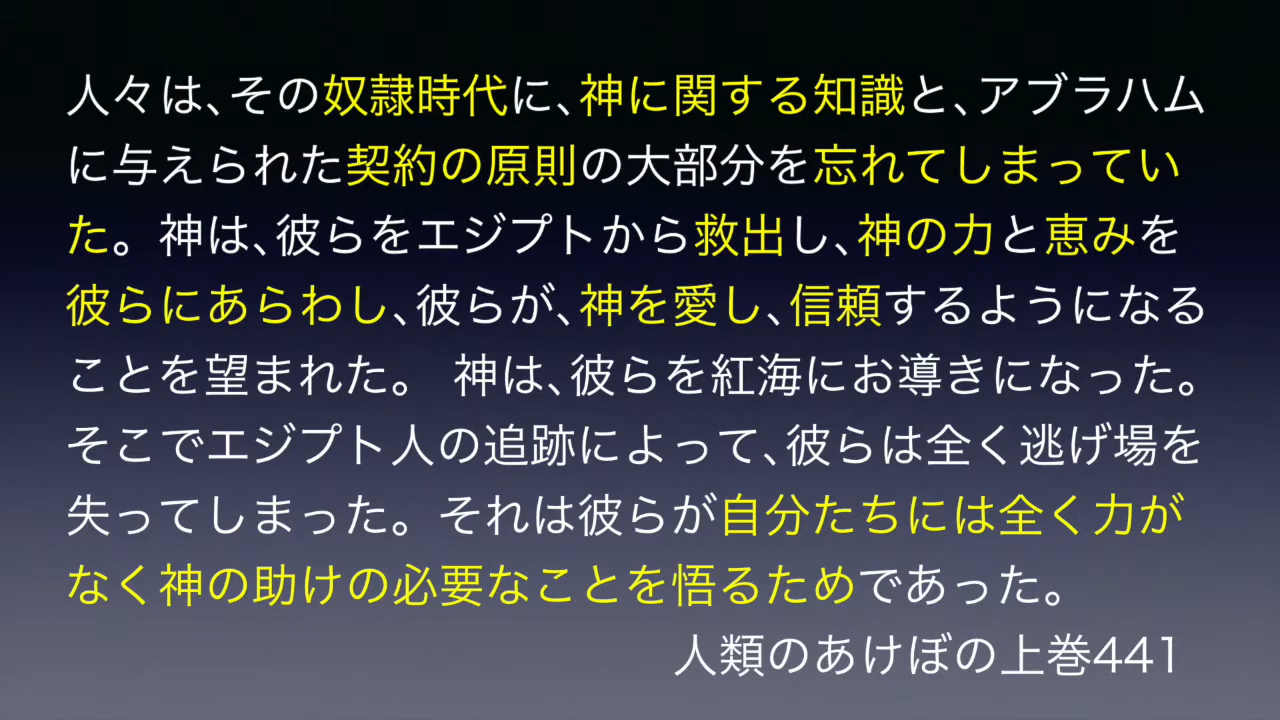 人々は、その奴隷時代に、神に関する知識と、アブラハム
に与えられた契約の原則の大部分を忘れてしまってい
た。神は、彼らをエジプトから救出し、神の力と恵みを
彼らにあらわし、彼らが、神を愛し、信頼するようになる
ことを望まれた。 神は、彼らを紅海にお導きになった。
そこでエジプト人の追跡によって、彼らは全く逃げ場を
失ってしまった。それは彼らが自分たちには全く力が
なく神の助けの必要なことを悟るためであった。
人類のあけぼの上巻441